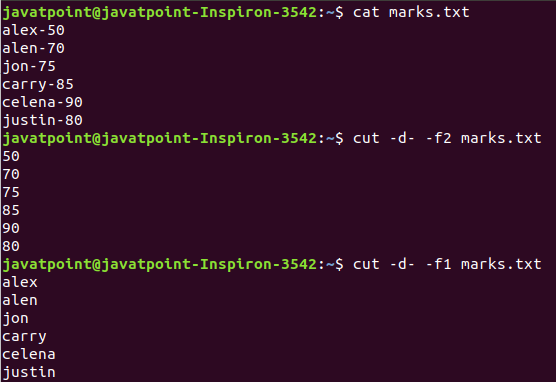 javatpoint@javatpoint-Inspiron-3542:~$ cat marks.txt
alex-50
alen-70
jon-75
carry-85
celena-90
justin-80
javatpoint@javatpoint-Inspiron-3542:~$ cut -d- -f2 marks.txt
50
70
75
85
90
80
javatpoint@javatpoint-Inspiron-3542:~$ cut -d- -f1 marks.txt
alex
alen
jon
carry
celena
justin